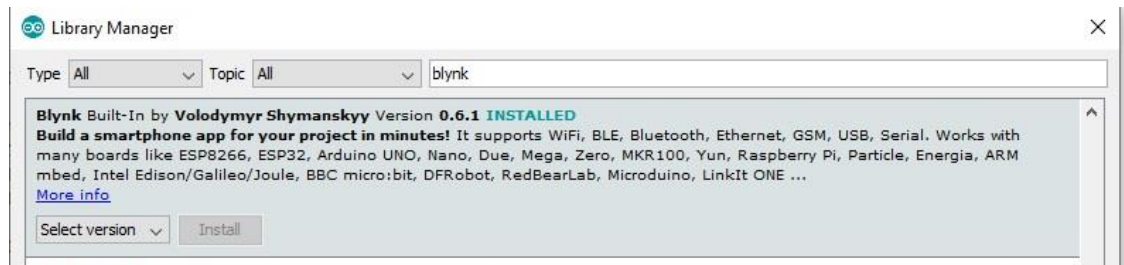 Library Manager
Type All Topic All blynk
Blynk Built-In by Volodymyr Shymanskyy Version 0.6.1 INSTALLED
Build a smartphone app for your project in minutes! It supports WiFi, BLE, Bluetooth, Ethernet, GSM, USB, Serial. Works with
many boards like ESP8266, ESP32, Arduino UNO, Nano, Due, Mega, Zero, MKR100, Yun, Raspberry Pi, Particle, Energia, ARM
mbed, Intel Edison/Galileo/Joule, BBC micro:bit, DFRobot, RedBearLab, Microduino, LinkIt ONE ...
More info
Select version Install